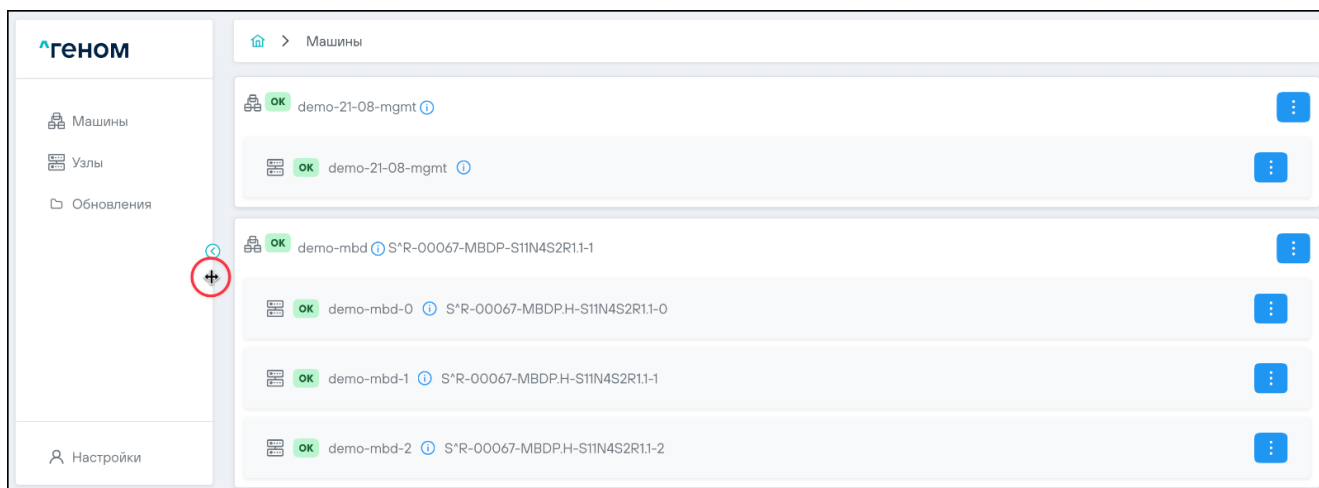 ^геном
Машины
Узлы
Обновления
Настройки
Машины
OK demo-21-08-mgmt
OK demo-21-08-mgmt
OK demo-mbd S^R-00067-MBDP-S11N4S2R1.1-1
OK demo-mbd-0 S^R-00067-MBDP.H-S11N4S2R1.1-0
OK demo-mbd-1 S^R-00067-MBDP.H-S11N4S2R1.1-1
OK demo-mbd-2 S^R-00067-MBDP.H-S11N4S2R1.1-2